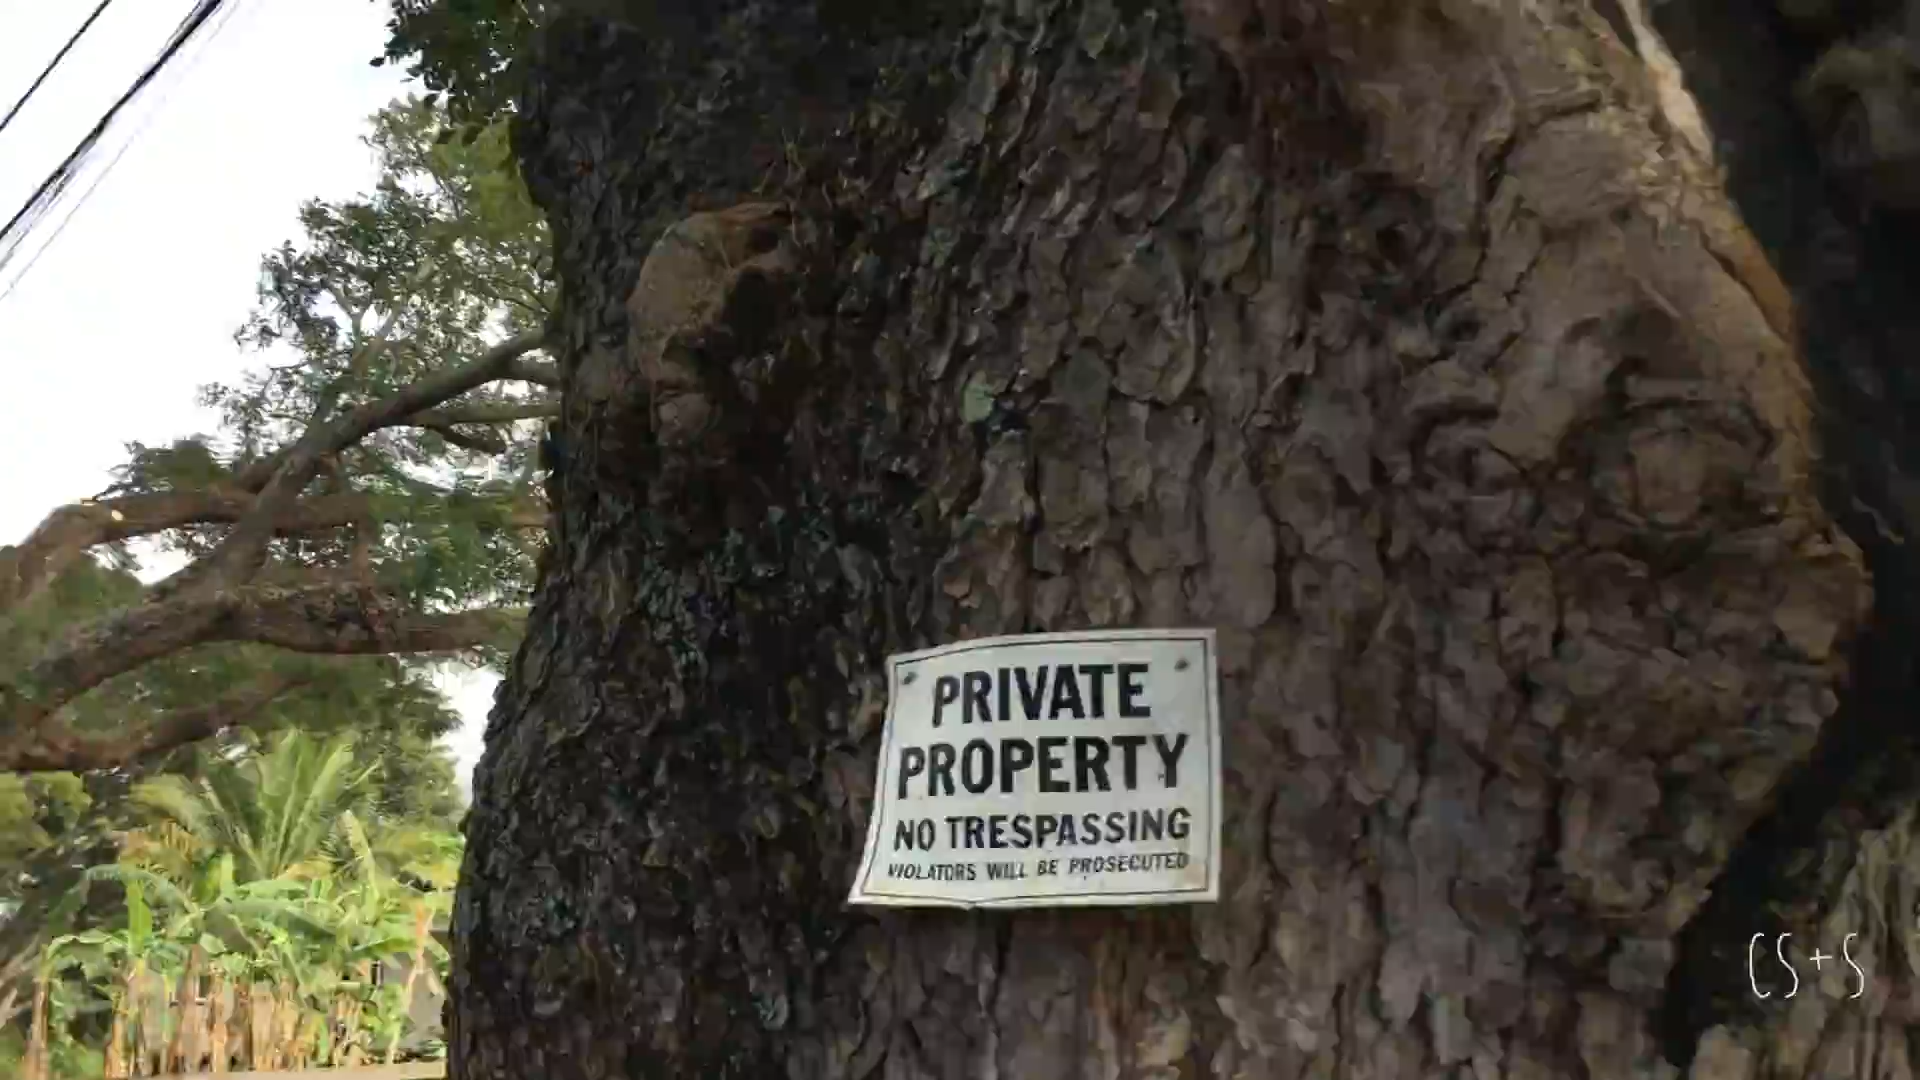 PRIVATE
PROPERTY
NO TRESPASSING
VIOLATORS WILL BE PROSECUTED
CS+S